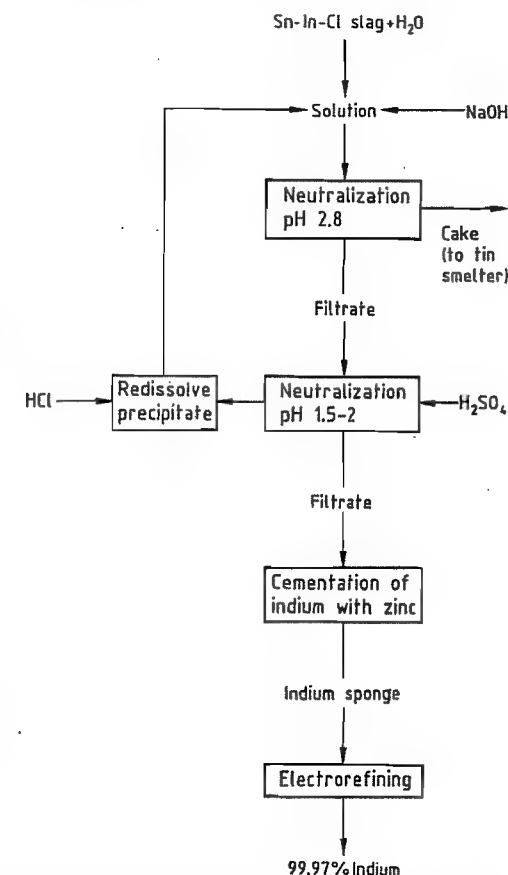 Sn-In-Cl slag+H₂O
Solution
NaOH
Neutralization
pH 2.8
Cake
(to tin
smelter)
Filtrate
HCl
Redissolve
precipitate
Neutralization
pH 1.5-2
H₂SO₄
Filtrate
Cementation of
indium with zinc
Indium sponge
Electrorefining
99.97% Indium